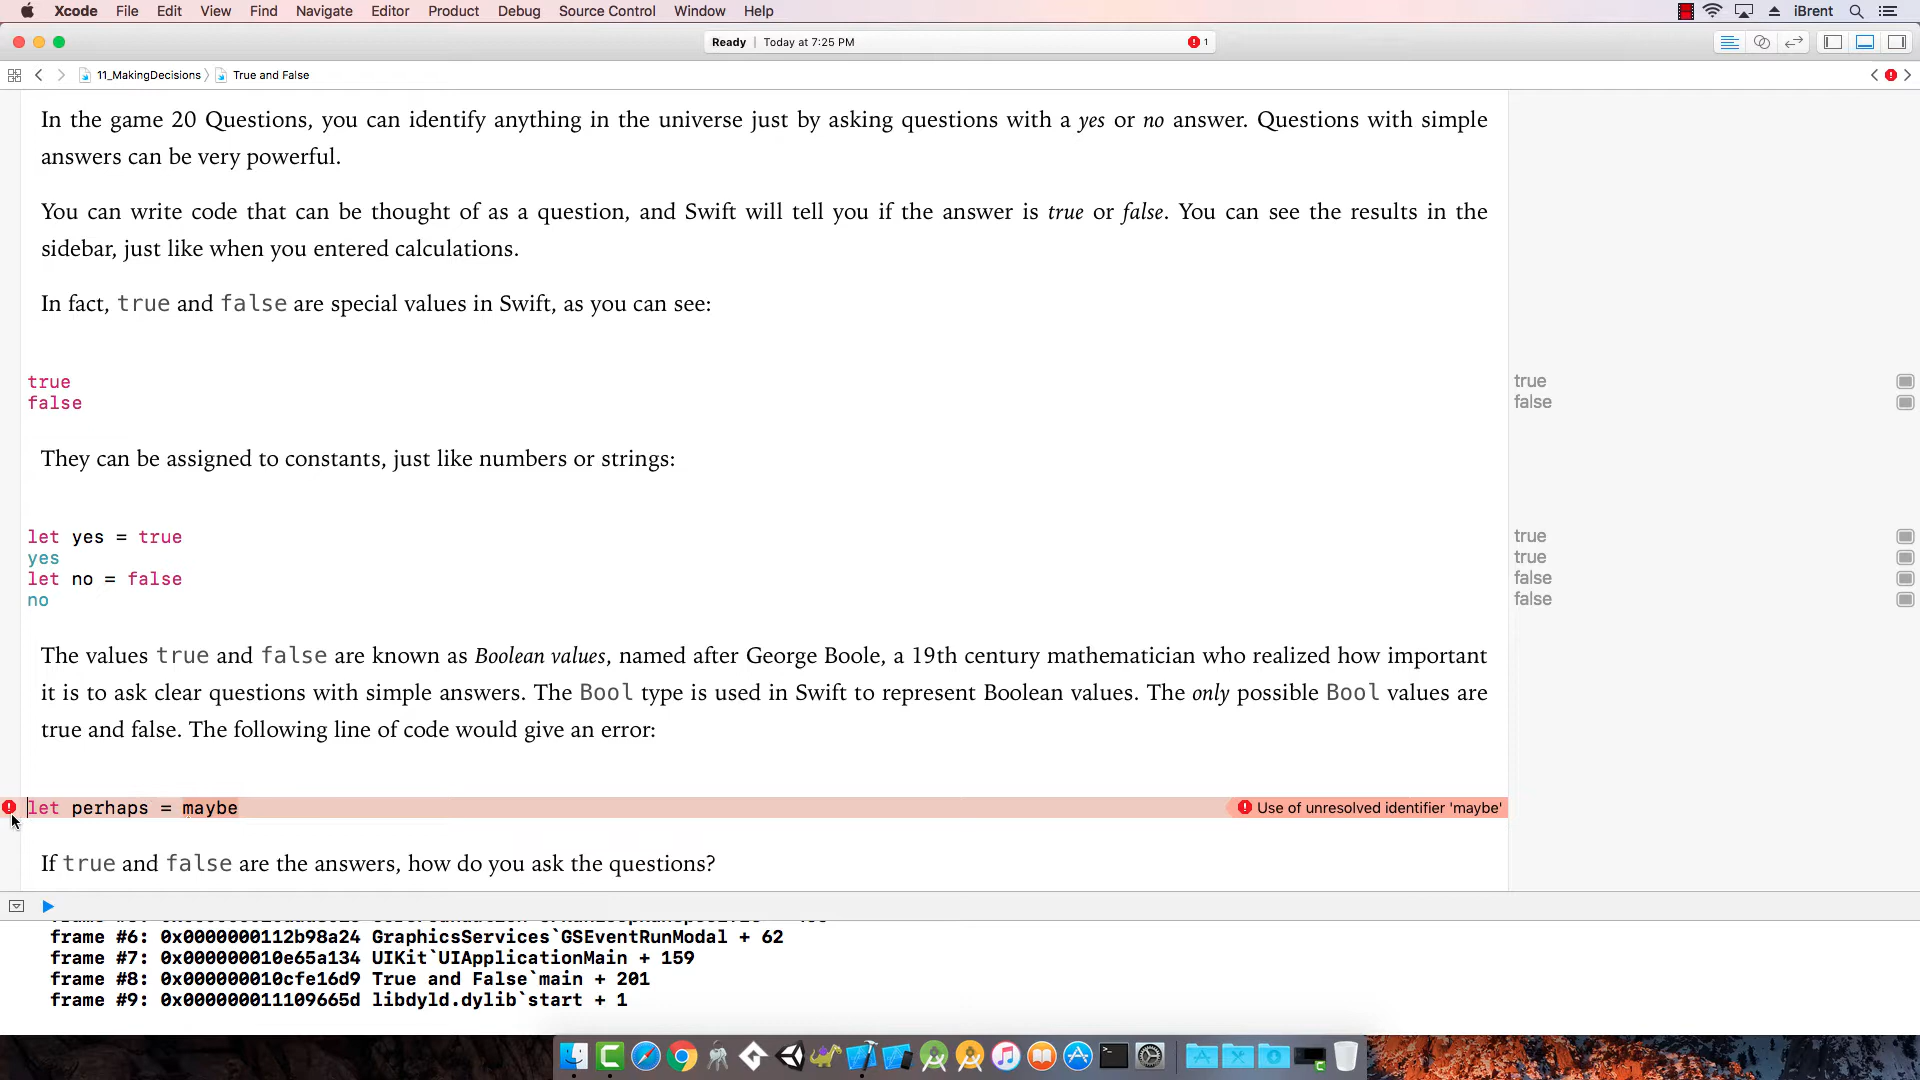 Xcode File Edit View Find Navigate Editor Product Debug Source Control Window Help iBrent
Ready Today at 7:25 PM 1
11_MakingDecisions True and False
In the game 20 Questions, you can identify anything in the universe just by asking questions with a yes or no answer. Questions with simple
answers can be very powerful.
You can write code that can be thought of as a question, and Swift will tell you if the answer is true or false. You can see the results in the
sidebar, just like when you entered calculations.
In fact, true and false are special values in Swift, as you can see:
true true
false false
They can be assigned to constants, just like numbers or strings:
let yes = true true
yes true
let no = false false
no false
The values true and false are known as Boolean values, named after George Boole, a 19th century mathematician who realized how important
it is to ask clear questions with simple answers. The Bool type is used in Swift to represent Boolean values. The only possible Bool values are
true and false. The following line of code would give an error:
let perhaps = maybe Use of unresolved identifier 'maybe'
If true and false are the answers, how do you ask the questions?
frame #6: 0x0000000112b98a24 GraphicsServices`GSEventRunModal + 62
frame #7: 0x000000010e65a134 UIKit`UIApplicationMain + 159
frame #8: 0x000000010cfe16d9 True and False`main + 201
frame #9: 0x000000011109665d libdyld.dylib`start + 1